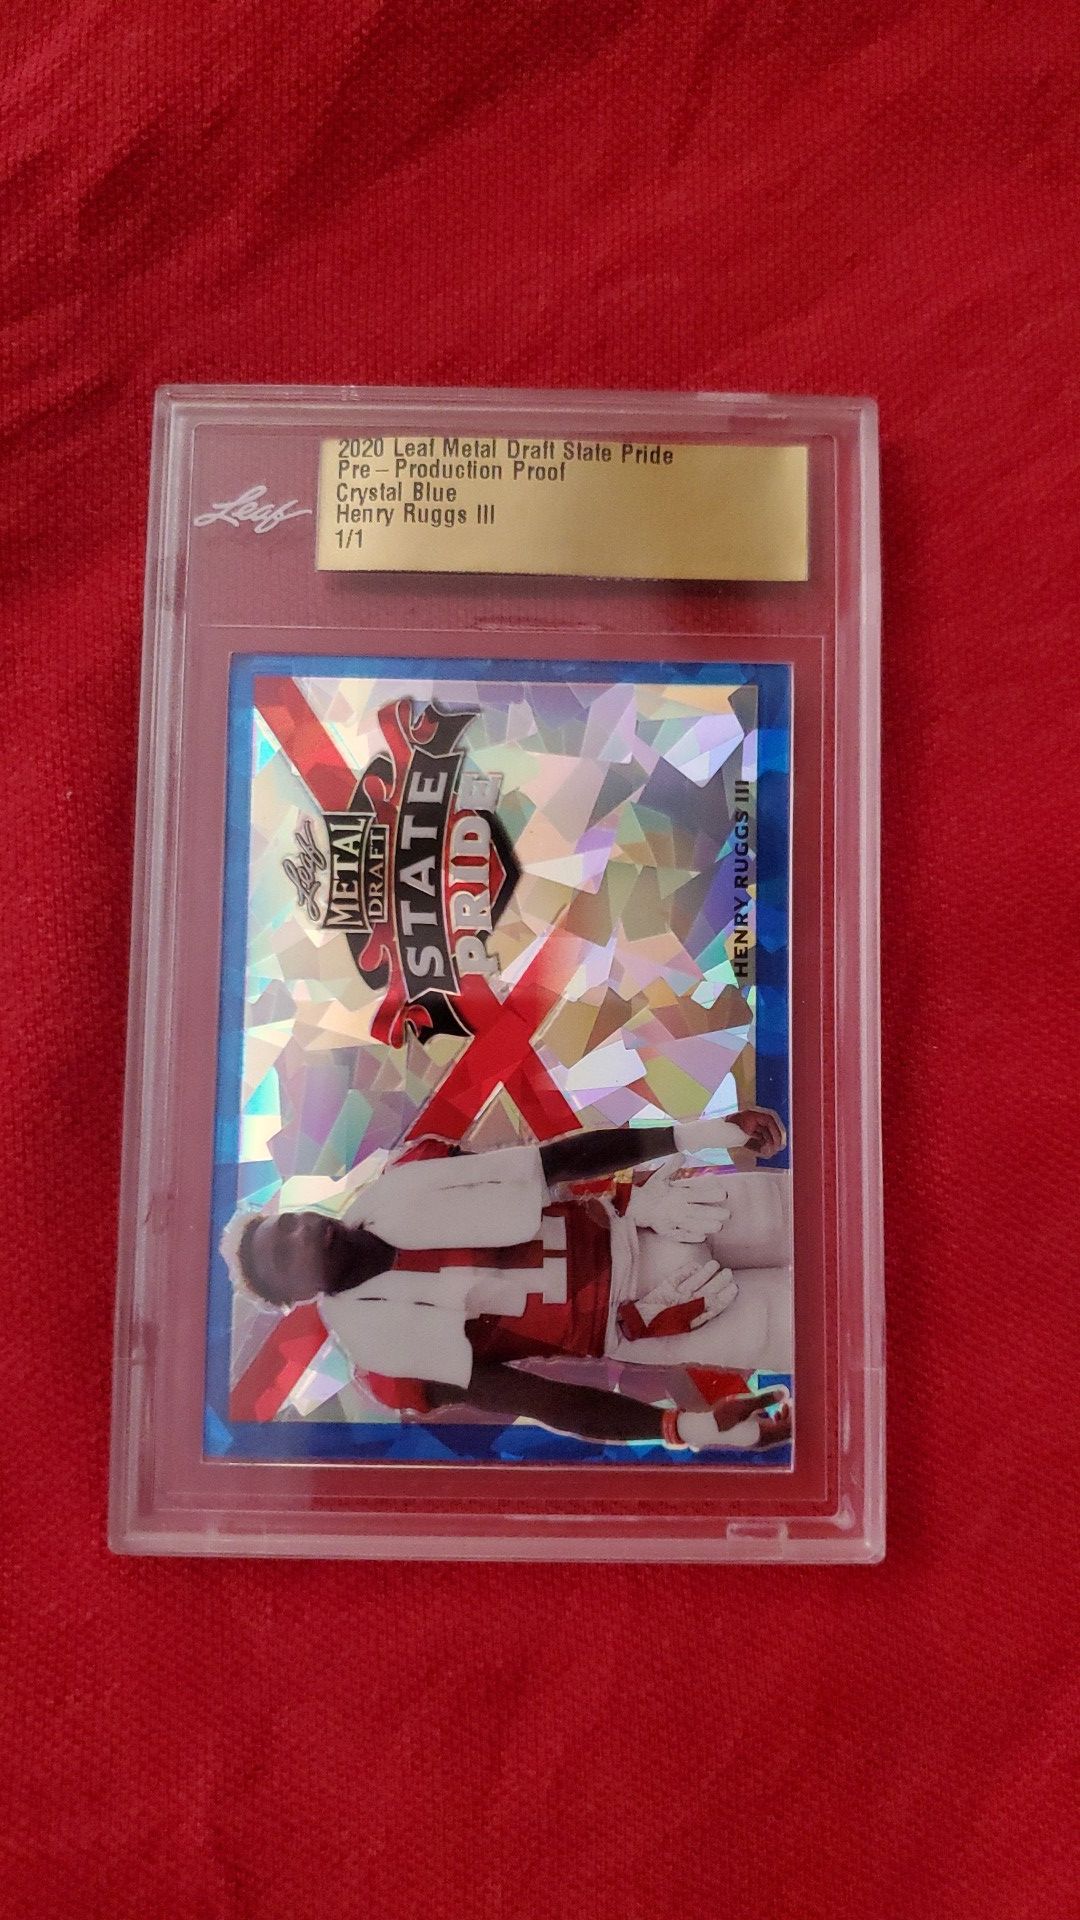 2020 Leaf Metal Draft State Pride
Pre-Production Proof
Crystal Blue
Henry Ruggs III
1/1
Leaf
Leaf
METAL
DRAFT
STATE
PRIDE
HENRY RUGGS III
11